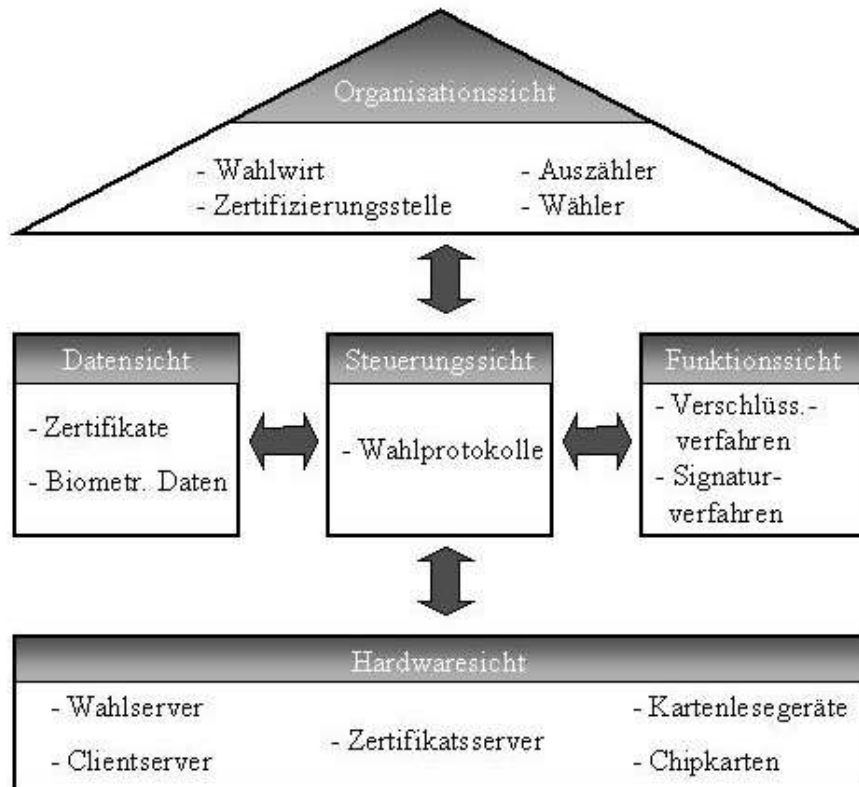 Organisationssicht
- Wahlwirt
- Zertifizierungsstelle
- Auszähler
- Wähler
Datensicht
- Zertifikate
- Biometr. Daten
Steuerungssicht
- Wahlprotokolle
Funktionssicht
- Verschlüss.-
verfahren
- Signatur-
verfahren
Hardwaresicht
- Wahlserver
- Clientserver
- Zertifikatsserver
- Kartenlesegeräte
- Chipkarten